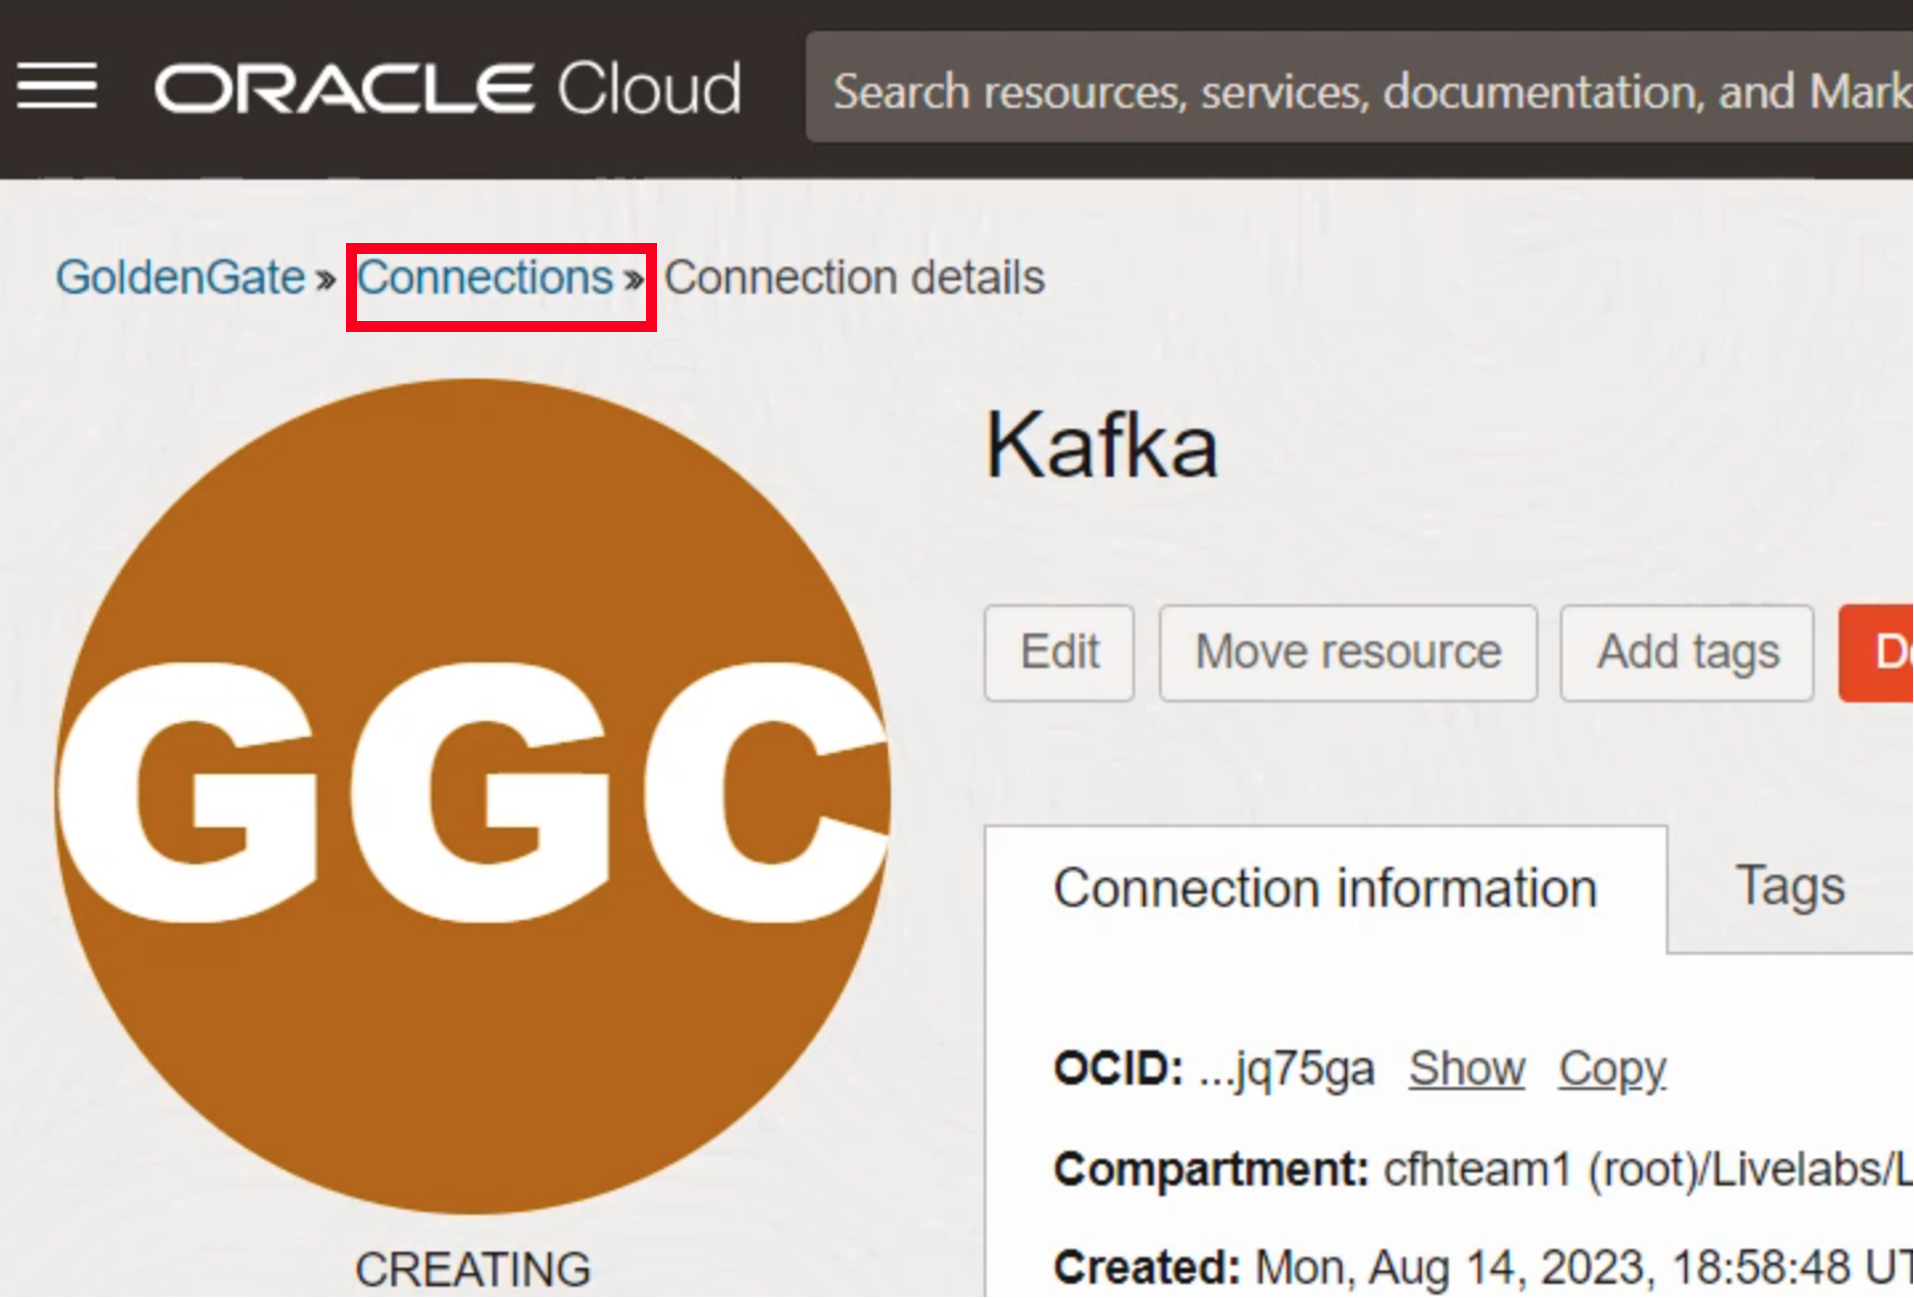 ORACLE Cloud
Search resources, services, documentation, and Mark
GoldenGate » Connections » Connection details
Kafka
Edit
Move resource
Add tags
GGC
Connection information
Tags
OCID: ...jq75ga Show Copy
Compartment: cfhteam1 (root)/Livelabs/L
Created: Mon, Aug 14, 2023, 18:58:48 UT
CREATING